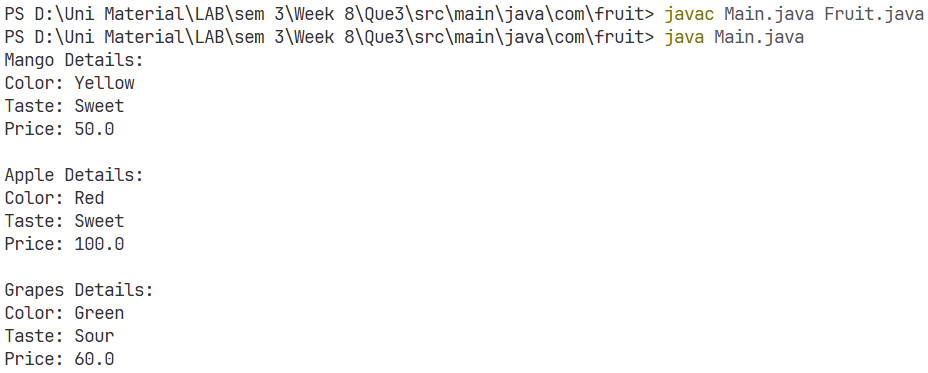 PS D:\Uni Material\LAB\sem 3\Week 8\Que3\src\main\java\com\fruit> javac Main.java Fruit.java
PS D:\Uni Material\LAB\sem 3\Week 8\Que3\src\main\java\com\fruit> java Main.java
Mango Details:
Color: Yellow
Taste: Sweet
Price: 50.0

Apple Details:
Color: Red
Taste: Sweet
Price: 100.0

Grapes Details:
Color: Green
Taste: Sour
Price: 60.0